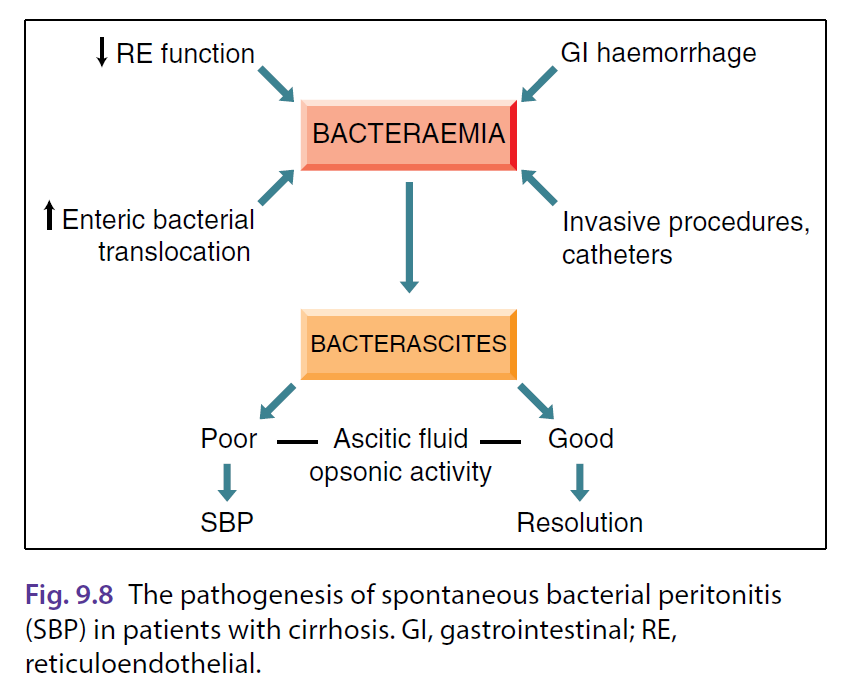 ↓ RE function
GI haemorrhage
BACTERAEMIA
↑ Enteric bacterial
translocation
Invasive procedures,
catheters
BACTERASCITES
Poor — Ascitic fluid — Good
opsonic activity
SBP
Resolution
Fig. 9.8 The pathogenesis of spontaneous bacterial peritonitis
(SBP) in patients with cirrhosis. GI, gastrointestinal; RE,
reticuloendothelial.